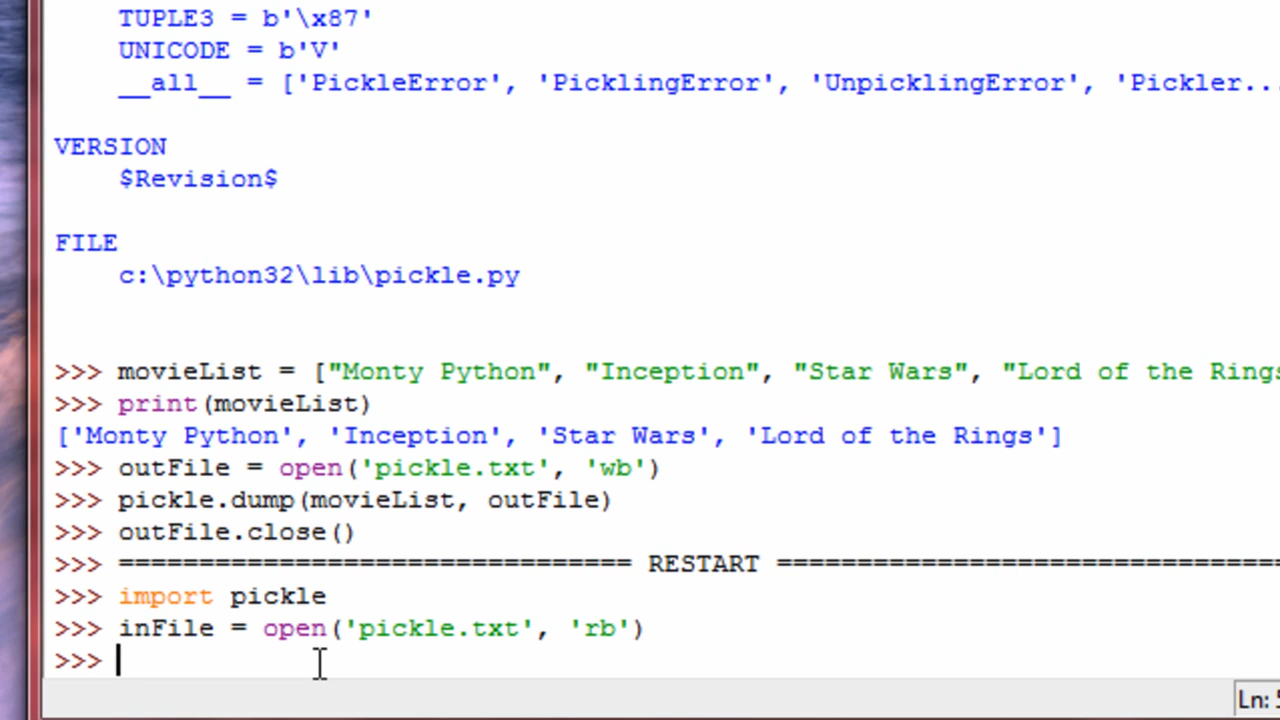 TUPLE3 = b'\x87'
UNICODE = b'V'
__all__ = ['PickleError', 'PicklingError', 'UnpicklingError', 'Pickler...
VERSION
$Revision$
FILE
c:\python32\lib\pickle.py
>>> movieList = ["Monty Python", "Inception", "Star Wars", "Lord of the Rings
>>> print(movieList)
['Monty Python', 'Inception', 'Star Wars', 'Lord of the Rings']
>>> outFile = open('pickle.txt', 'wb')
>>> pickle.dump(movieList, outFile)
>>> outFile.close()
>>> ================================ RESTART ================================
>>> import pickle
>>> inFile = open('pickle.txt', 'rb')
>>>
Ln: 5